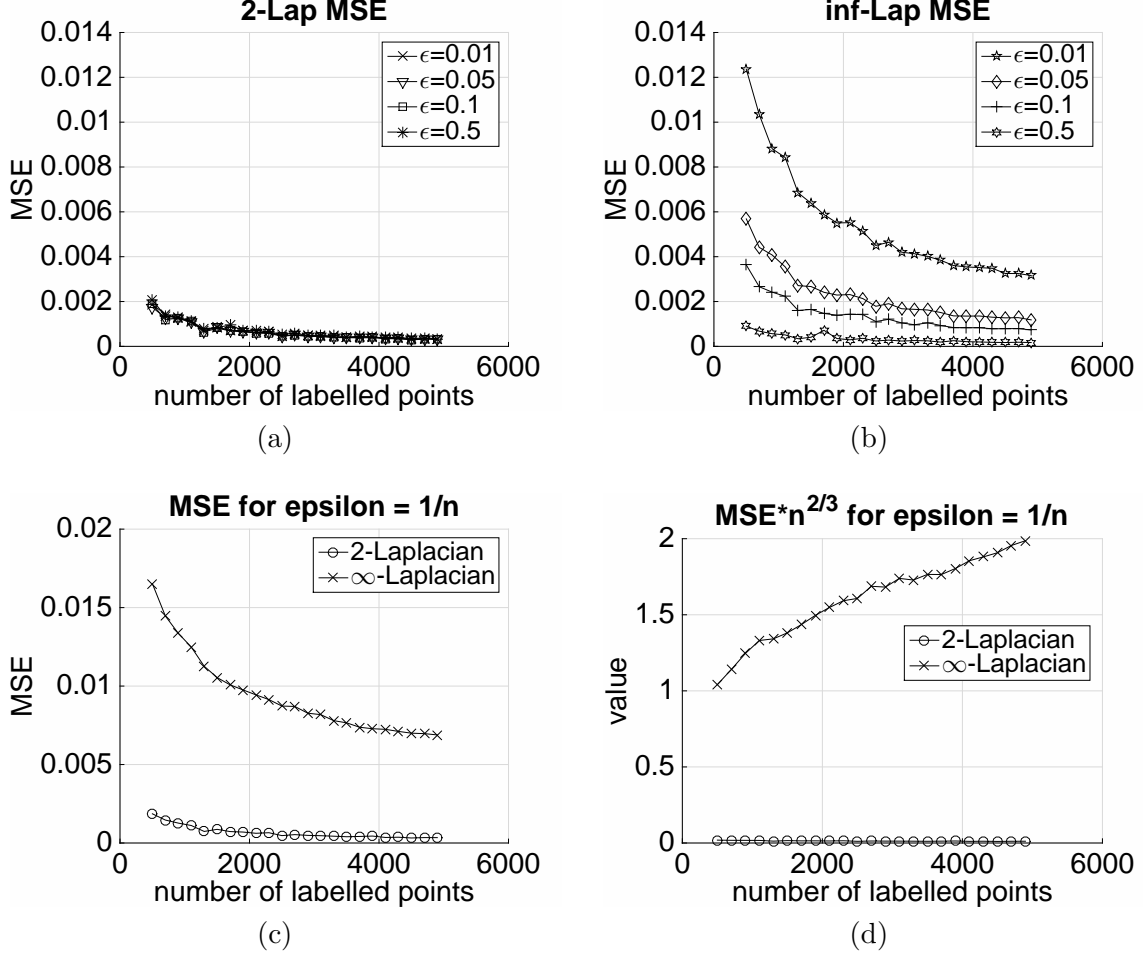 2-Lap MSE
0.014
0.012
0.01
0.008
0.006
0.004
0.002
0
MSE
ϵ=0.01
ϵ=0.05
ϵ=0.1
ϵ=0.5
0 2000 4000 6000
number of labelled points
(a)
inf-Lap MSE
0.014
0.012
0.01
0.008
0.006
0.004
0.002
0
MSE
ϵ=0.01
ϵ=0.05
ϵ=0.1
ϵ=0.5
0 2000 4000 6000
number of labelled points
(b)
MSE for epsilon = 1/n
0.02
0.015
0.01
0.005
0
MSE
2-Laplacian
∞-Laplacian
0 2000 4000 6000
number of labelled points
(c)
MSE*n^{2/3} for epsilon = 1/n
2
1.5
1
0.5
0
value
2-Laplacian
∞-Laplacian
0 2000 4000 6000
number of labelled points
(d)